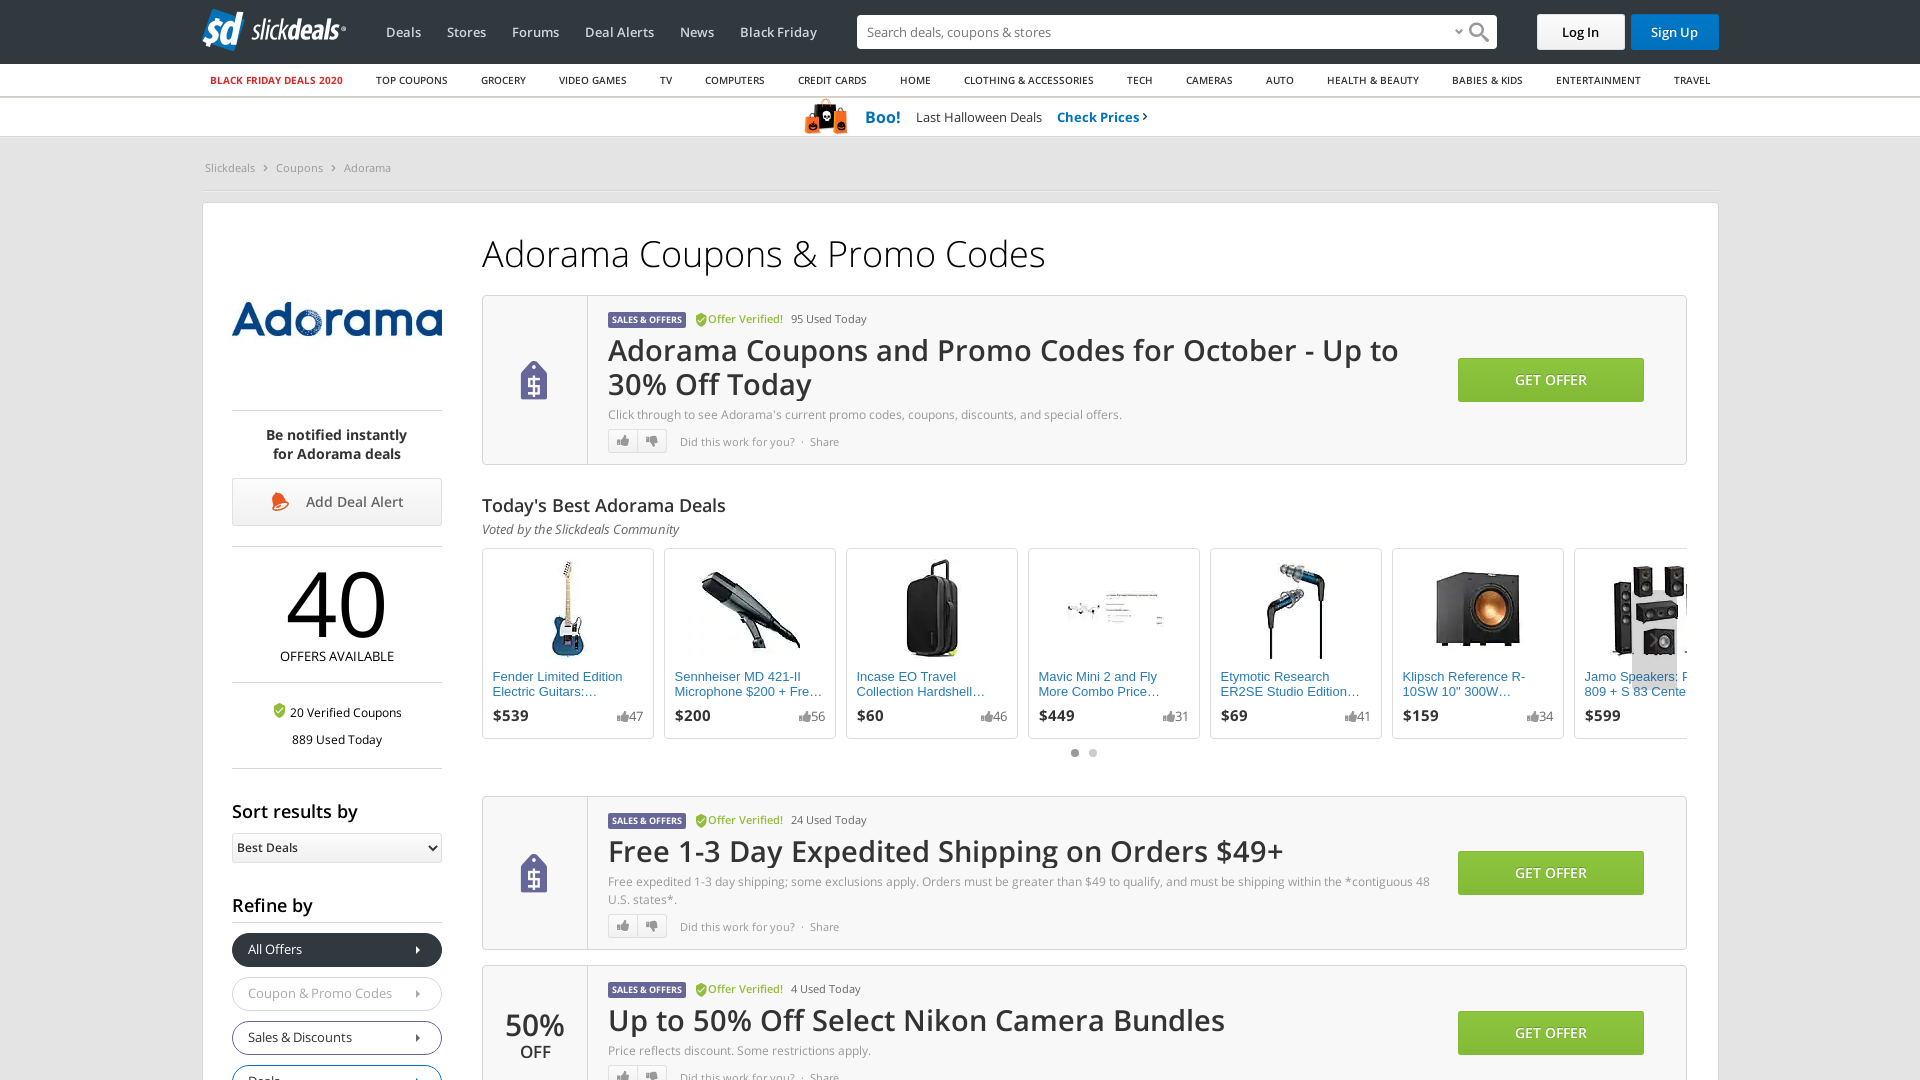 sd slickdeals
Deals Stores Forums Deal Alerts News Black Friday
Search deals, coupons & stores
Log In Sign Up
BLACK FRIDAY DEALS 2020 TOP COUPONS GROCERY VIDEO GAMES TV COMPUTERS CREDIT CARDS HOME CLOTHING & ACCESSORIES TECH CAMERAS AUTO HEALTH & BEAUTY BABIES & KIDS ENTERTAINMENT TRAVEL
Boo! Last Halloween Deals Check Prices
Slickdeals Coupons Adorama
Adorama
Be notified instantly
for Adorama deals
Add Deal Alert
40
OFFERS AVAILABLE
20 Verified Coupons
889 Used Today
Sort results by
Best Deals
Refine by
All Offers
Coupon & Promo Codes
Sales & Discounts
Deals
Adorama Coupons & Promo Codes
SALES & OFFERS Offer Verified! 95 Used Today
Adorama Coupons and Promo Codes for October - Up to
30% Off Today
Click through to see Adorama's current promo codes, coupons, discounts, and special offers.
Did this work for you? · Share
GET OFFER
Today's Best Adorama Deals
Voted by the Slickdeals Community
Fender Limited Edition
Electric Guitars:...
$539 47
Sennheiser MD 421-II
Microphone $200 + Fre...
$200 56
Incase EO Travel
Collection Hardshell...
$60 46
Mavic Mini 2 and Fly
More Combo Price...
$449 31
Etymotic Research
ER2SE Studio Edition...
$69 41
Klipsch Reference R-
10SW 10" 300W...
$159 34
Jamo Speakers:
809 + S 83 Cente
$599
SALES & OFFERS Offer Verified! 24 Used Today
Free 1-3 Day Expedited Shipping on Orders $49+
Free expedited 1-3 day shipping; some exclusions apply. Orders must be greater than $49 to qualify, and must be shipping within the *contiguous 48
U.S. states*.
Did this work for you? · Share
GET OFFER
50%
OFF
SALES & OFFERS Offer Verified! 4 Used Today
Up to 50% Off Select Nikon Camera Bundles
Price reflects discount. Some restrictions apply.
Did this work for you? · Share
GET OFFER